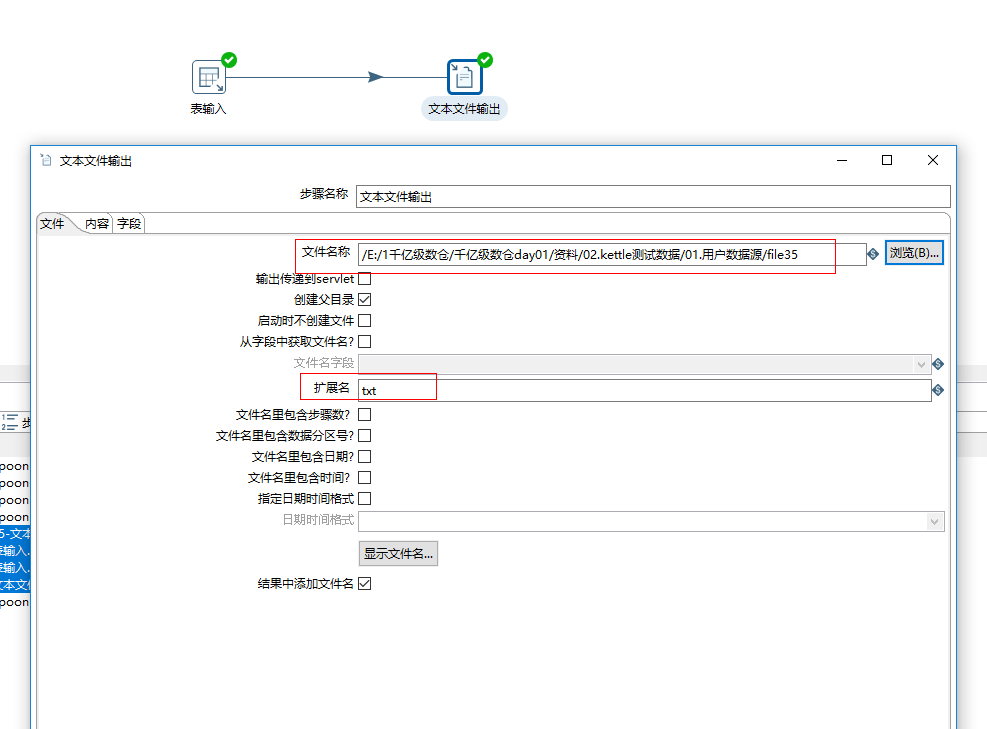 表输入
文本文件输出
文本文件输出
步骤名称 文本文件输出
文件 内容 字段
文件名称 /E:/1千亿级数仓/千亿级数仓day01/资料/02.kettle测试数据/01.用户数据源/file35 浏览(B)...
输出传递到servlet
创建父目录
启动时不创建文件
从字段中获取文件名?
文件名字段
扩展名 txt
文件名里包含步骤数?
文件名里包含数据分区号?
文件名里包含日期?
文件名里包含时间?
指定日期时间格式
日期时间格式
显示文件名...
结果中添加文件名
步
poon
poon
poon
poon
5-文本
表输入.
表输入.
文本文件
poon